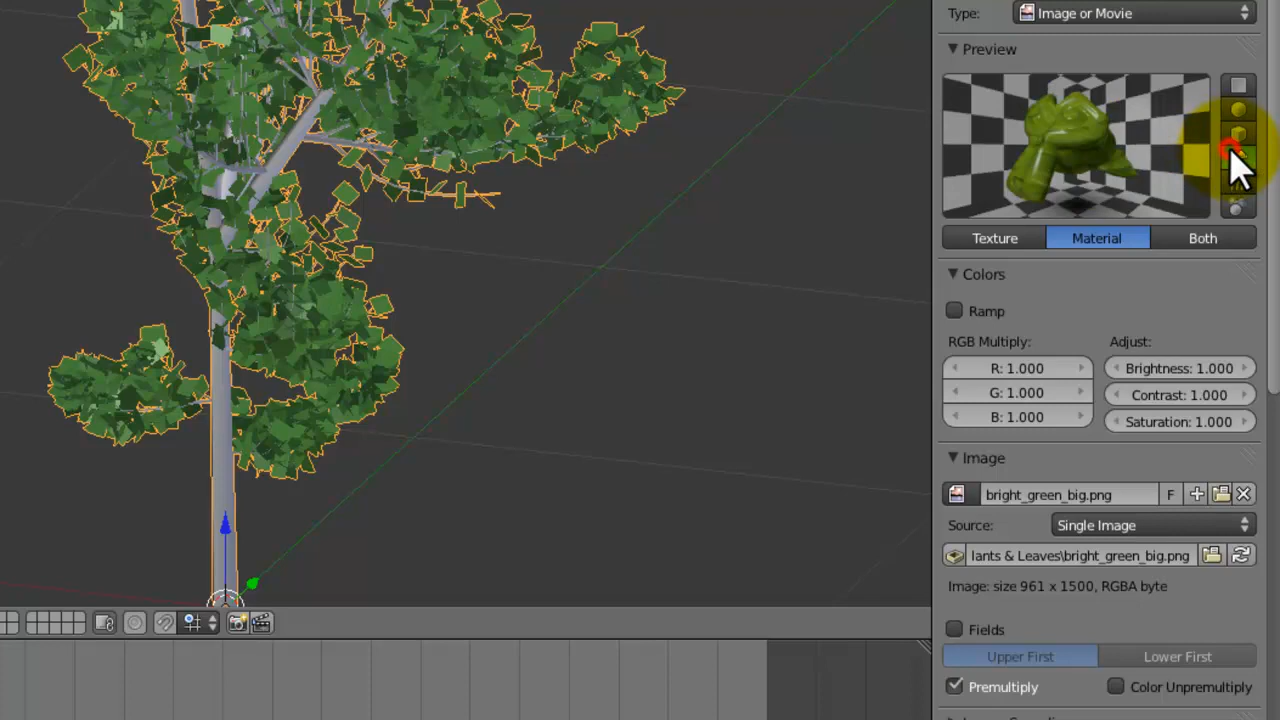 Type: Image or Movie
Preview
Texture Material Both
Colors
Ramp
RGB Multiply: Adjust:
R: 1.000 Brightness: 1.000
G: 1.000 Contrast: 1.000
B: 1.000 Saturation: 1.000
Image
bright_green_big.png F
Source: Single Image
lants & Leaves\bright_green_big.png
Image: size 961 x 1500, RGBA byte
Fields
Upper First Lower First
Premultiply Color Unpremultiply